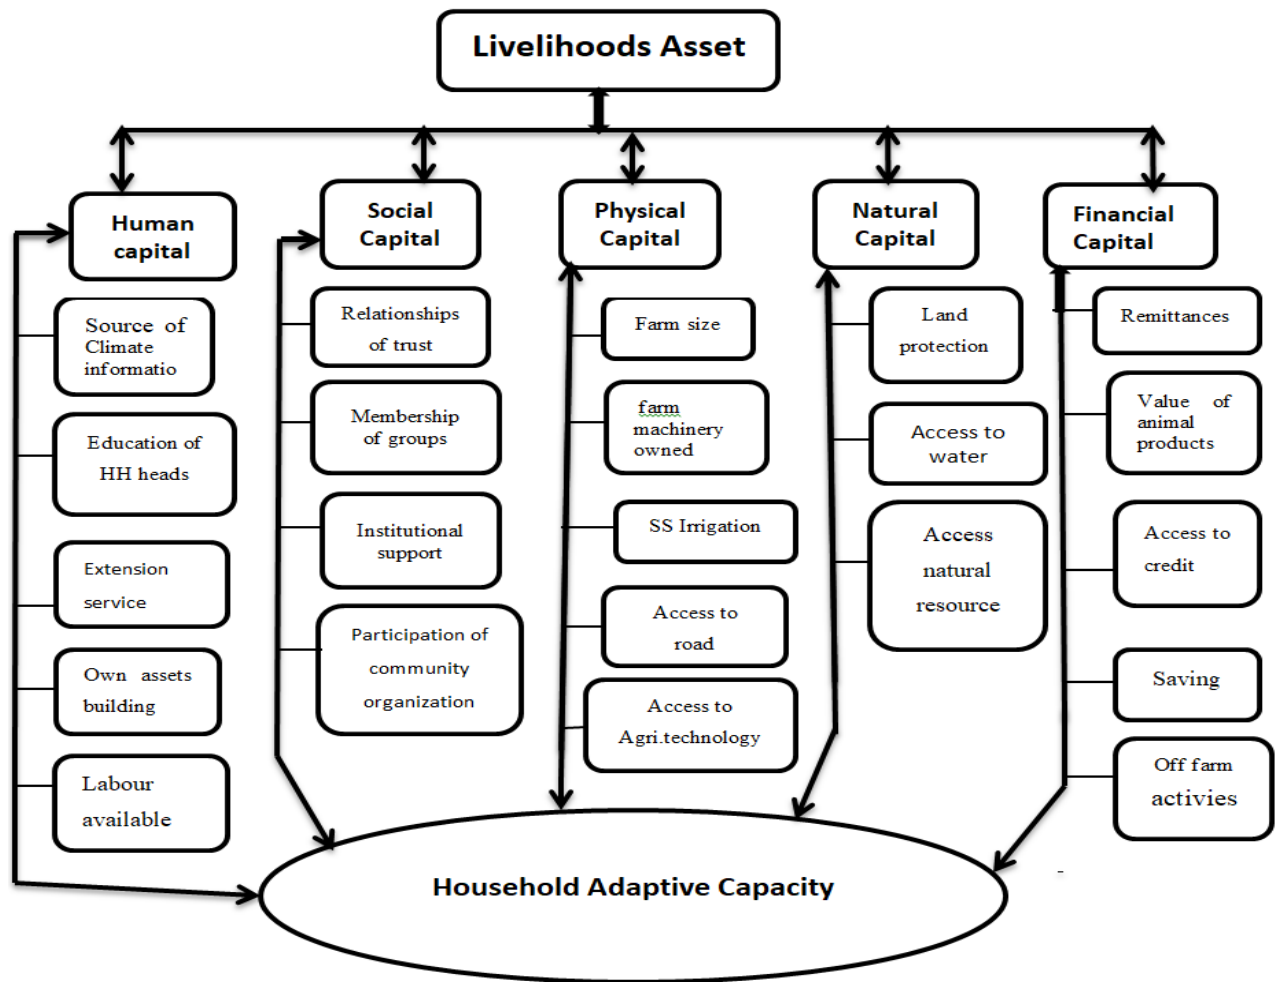 Livelihoods Asset
Human
capital
Source of
Climate
informatio
Education of
HH heads
Extension
service
Own assets
building
Labour
available
Social
Capital
Relationships
of trust
Membership
of groups
Institutional
support
Participation of
community
organization
Physical
Capital
Farm size
farm
machinery
owned
SS Irrigation
Access to
road
Access to
Agri.technology
Natural
Capital
Land
protection
Access to
water
Access
natural
resource
Financial
Capital
Remittances
Value of
animal
products
Access to
credit
Saving
Off farm
activies
Household Adaptive Capacity